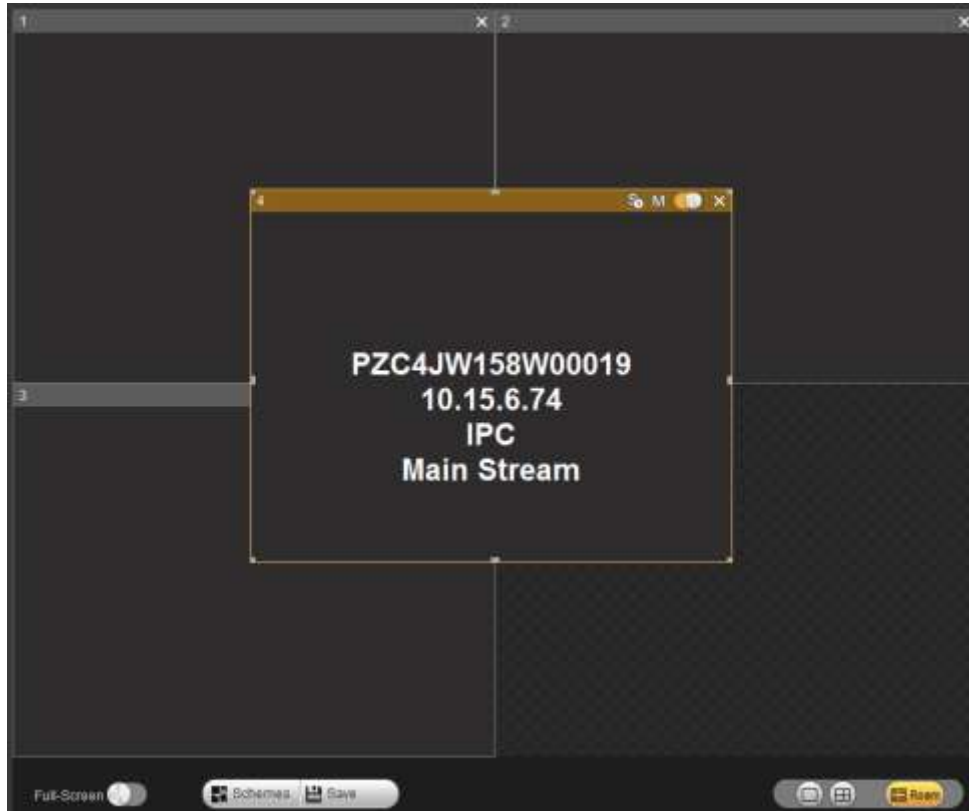 1
2
4 M
PZC4JW158W00019
10.15.6.74
IPC
Main Stream
3
Full-Screen Schemes Save Roam